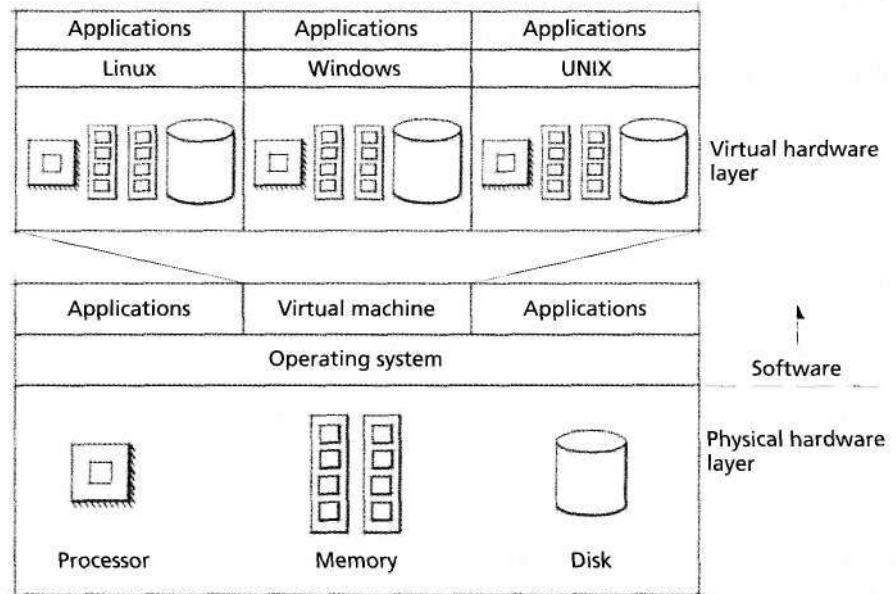 Applications Applications Applications
Linux Windows UNIX
Virtual hardware
layer
Applications Virtual machine Applications
Operating system
Software
Physical hardware
layer
Processor Memory Disk